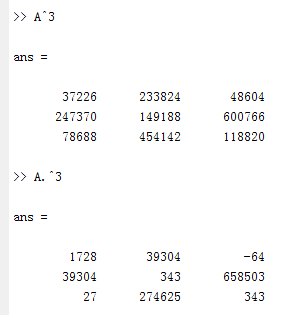 >> A^3
ans =
37226 233824 48604
247370 149188 600766
78688 454142 118820
>> A.^3
ans =
1728 39304 -64
39304 343 658503
27 274625 343